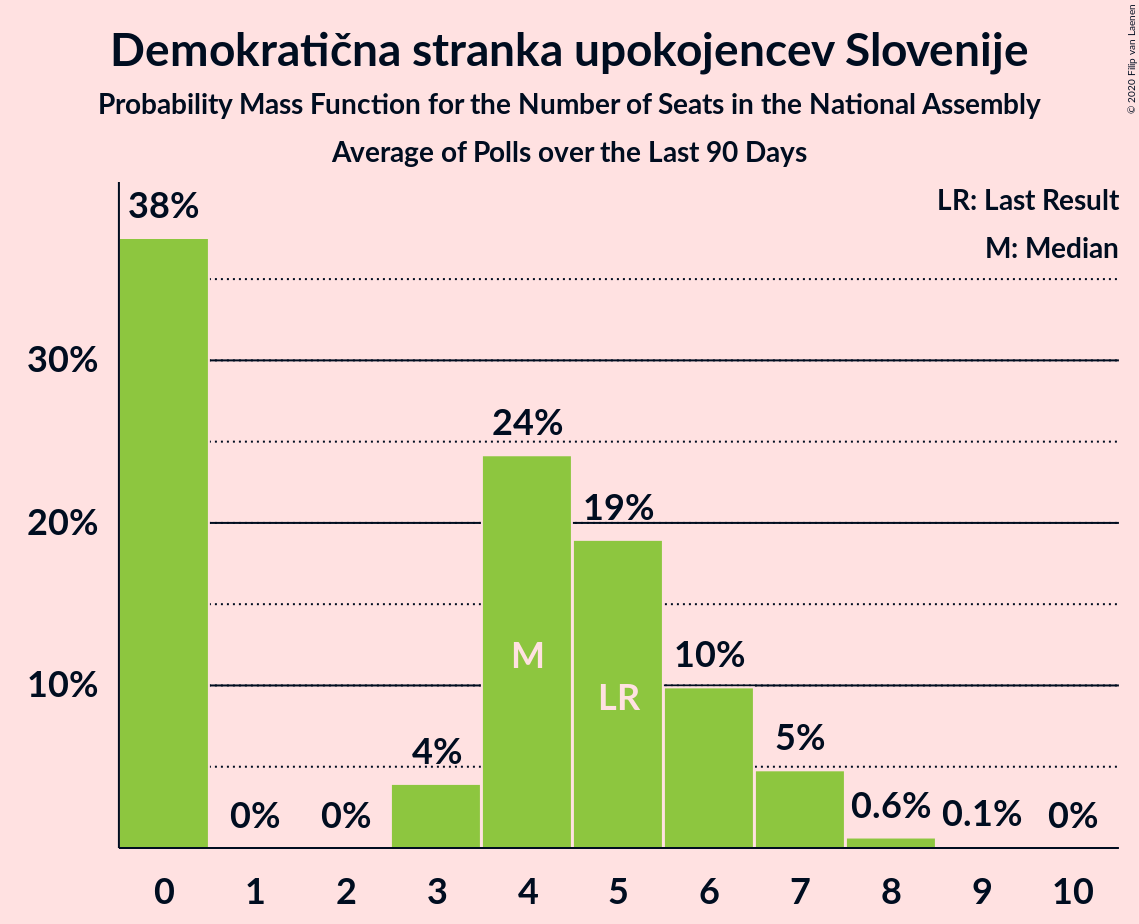 Demokratična stranka upokojencev Slovenije
Probability Mass Function for the Number of Seats in the National Assembly
Average of Polls over the Last 90 Days
© 2020 Filip van Laenen
LR: Last Result
M: Median
38%
30%
24%
20%
19%
M
10%
10%
LR
4%
5%
0%
0%
0.6%
0.1%
0%
0 1 2 3 4 5 6 7 8 9 10